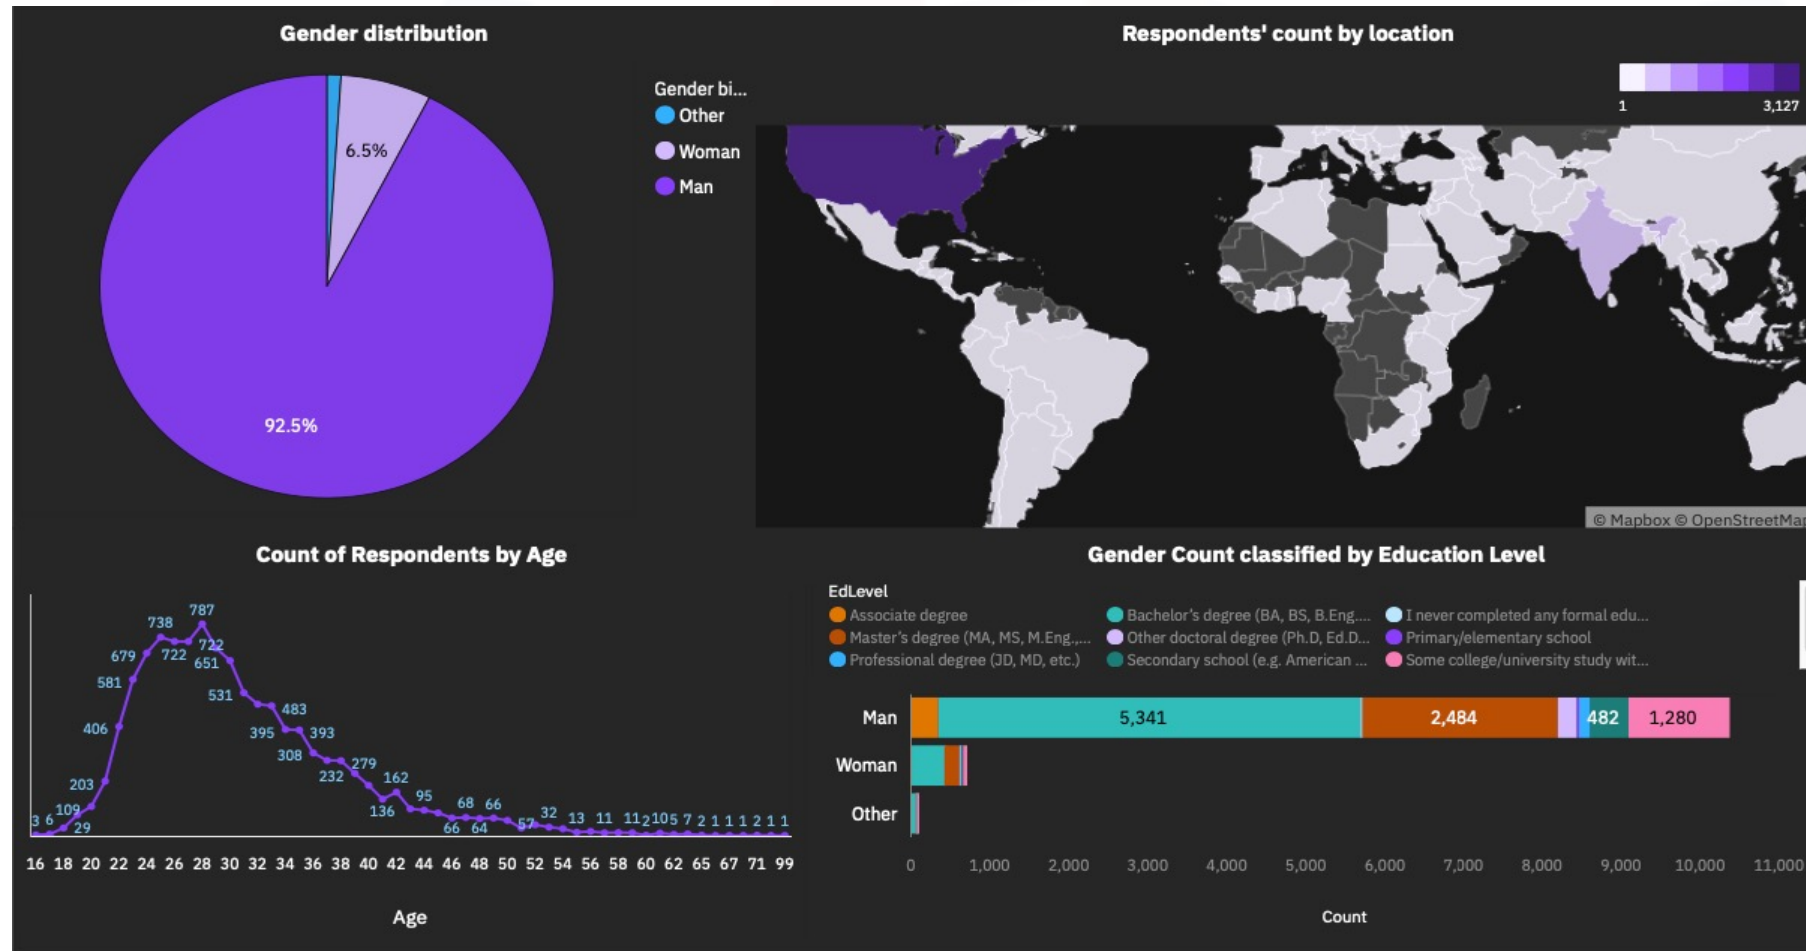 Gender distribution
Gender bi...
Other
Woman
Man
6.5%
92.5%
Respondents' count by location
1 3,127
© Mapbox © OpenStreetMap
Count of Respondents by Age
787
738
722
722
679
651
581
531
483
406
395 393
308
279
232
203
162
136
109
95
68 66
66 64
57 32 13 11 11 2 10 5 7 2 1 1 1 2 1 1
3 6 29
16 18 20 22 24 26 28 30 32 34 36 38 40 42 44 46 48 50 52 54 56 58 60 62 65 67 71 99
Age
Gender Count classified by Education Level
EdLevel
Associate degree
Bachelor's degree (BA, BS, B.Eng....
I never completed any formal edu...
Master's degree (MA, MS, M.Eng.,...
Other doctoral degree (Ph.D, Ed.D...
Primary/elementary school
Professional degree (JD, MD, etc.)
Secondary school (e.g. American ...
Some college/university study wit...
Man 5,341 2,484 482 1,280
Woman
Other
0 1,000 2,000 3,000 4,000 5,000 6,000 7,000 8,000 9,000 10,000 11,000
Count